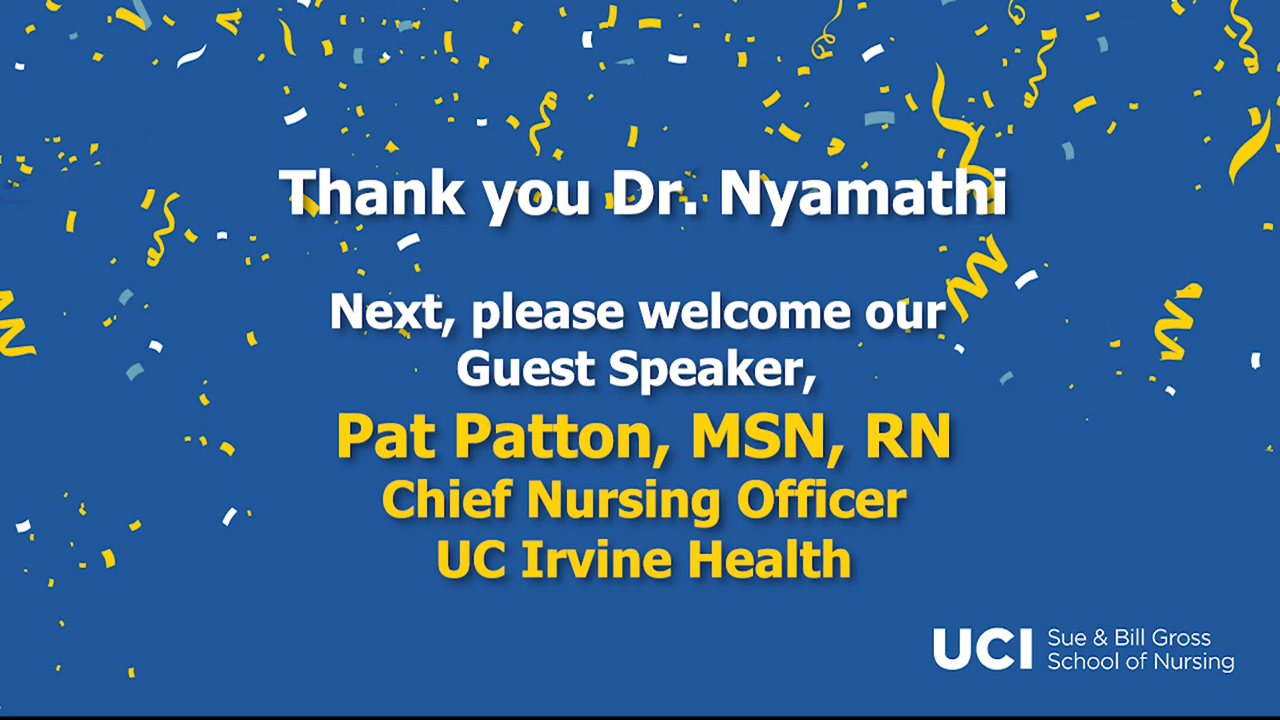 Thank you Dr. Nyamathi
Next, please welcome our
Guest Speaker,
Pat Patton, MSN, RN
Chief Nursing Officer
UC Irvine Health
UCI Sue & Bill Gross
School of Nursing